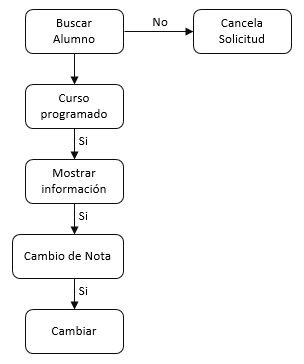 Buscar
Alumno
No
Cancela
Solicitud
Curso
programado
Si
Mostrar
información
Si
Cambio de Nota
Si
Cambiar